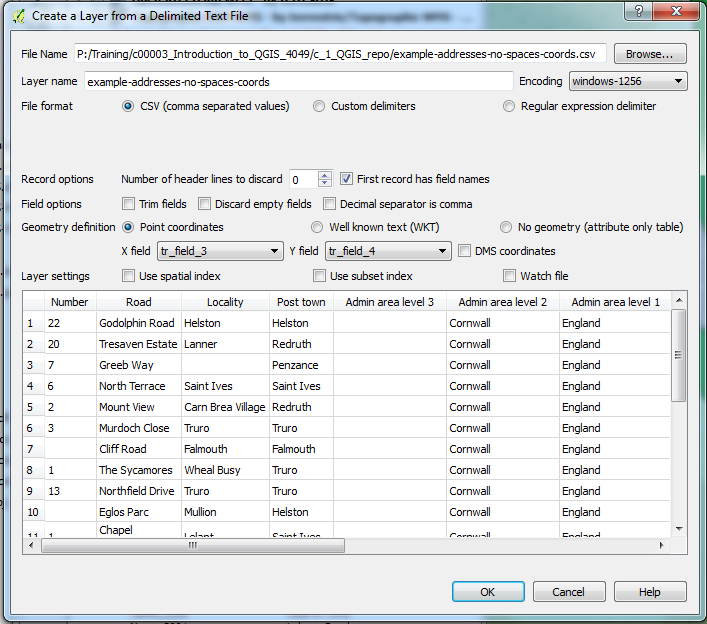 Create a Layer from a Delimited Text File
File Name P:/Training/c00003_Introduction_to_QGIS_4049/c_1_QGIS_repo/example-addresses-no-spaces-coords.csv Browse...
Layer name example-addresses-no-spaces-coords Encoding windows-1256
File format CSV (comma separated values) Custom delimiters Regular expression delimiter
Record options Number of header lines to discard 0 First record has field names
Field options Trim fields Discard empty fields Decimal separator is comma
Geometry definition Point coordinates Well known text (WKT) No geometry (attribute only table)
X field tr_field_3 Y field tr_field_4 DMS coordinates
Layer settings Use spatial index Use subset index Watch file
Number Road Locality Post town Admin area level 3 Admin area level 2 Admin area level 1
1 22 Godolphin Road Helston Helston Cornwall England
2 20 Tresaven Estate Lanner Redruth Cornwall England
3 7 Greeb Way Penzance Cornwall England
4 6 North Terrace Saint Ives Saint Ives Cornwall England
5 2 Mount View Carn Brea Village Redruth Cornwall England
6 3 Murdoch Close Truro Truro Cornwall England
7 Cliff Road Falmouth Falmouth Cornwall England
8 1 The Sycamores Wheal Busy Truro Cornwall England
9 13 Northfield Drive Truro Truro Cornwall England
10 Eglos Parc Mullion Helston Cornwall England
11 1 Chapel Lelant Saint Ives Cornwall England
OK Cancel Help